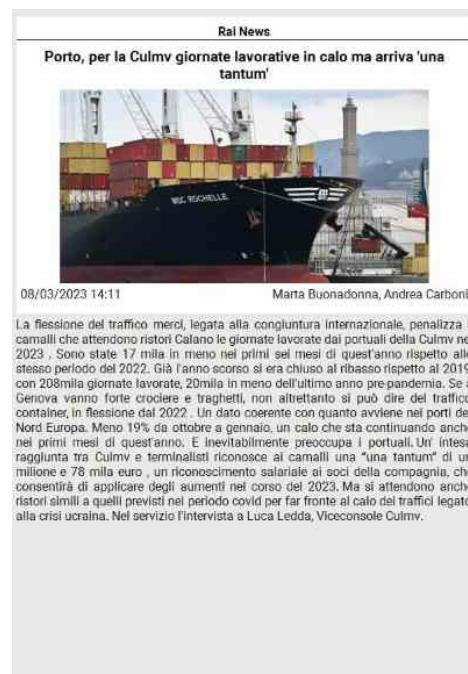 Rai News
Porto, per la Culmv giornate lavorative in calo ma arriva 'una
tantum'
MSC ROCHELLE
08/03/2023 14:11 Marta Buonadonna, Andrea Carboni
La flessione del traffico merci, legata alla congiuntura internazionale, penalizza
camalli che attendono ristori Calano le giornate lavorate dai portuali della Culmv
2023 . Sono state 17 mila in meno nei primi sei mesi di quest'anno rispetto
stesso periodo del 2022. Già l'anno scorso si era chiuso al ribasso rispetto al 2019
con 208mila giornate lavorate, 20mila in meno dell'ultimo anno pre-pandemia. Se
Genova vanno forte crociere e traghetti, non altrettanto si può dire del traffico
container, in flessione dal 2022 . Un dato coerente con quanto avviene nei porti
Nord Europa. Meno 19% da ottobre a gennaio, un calo che sta continuando
nei primi mesi di quest'anno. E inevitabilmente preoccupa i portuali. Un' intesa
raggiunta tra Culmv e terminalisti riconosce ai camalli una "una tantum" di
milione e 78 mila euro , un riconoscimento salariale ai soci della compagnia,
consentirà di applicare degli aumenti nel corso del 2023. Ma si attendono
ristori simili a quelli previsti nel periodo covid per far fronte al calo dei traffici legato
alla crisi ucraina. Nel servizio l'intervista a Luca Ledda, Viceconsole Culmv.